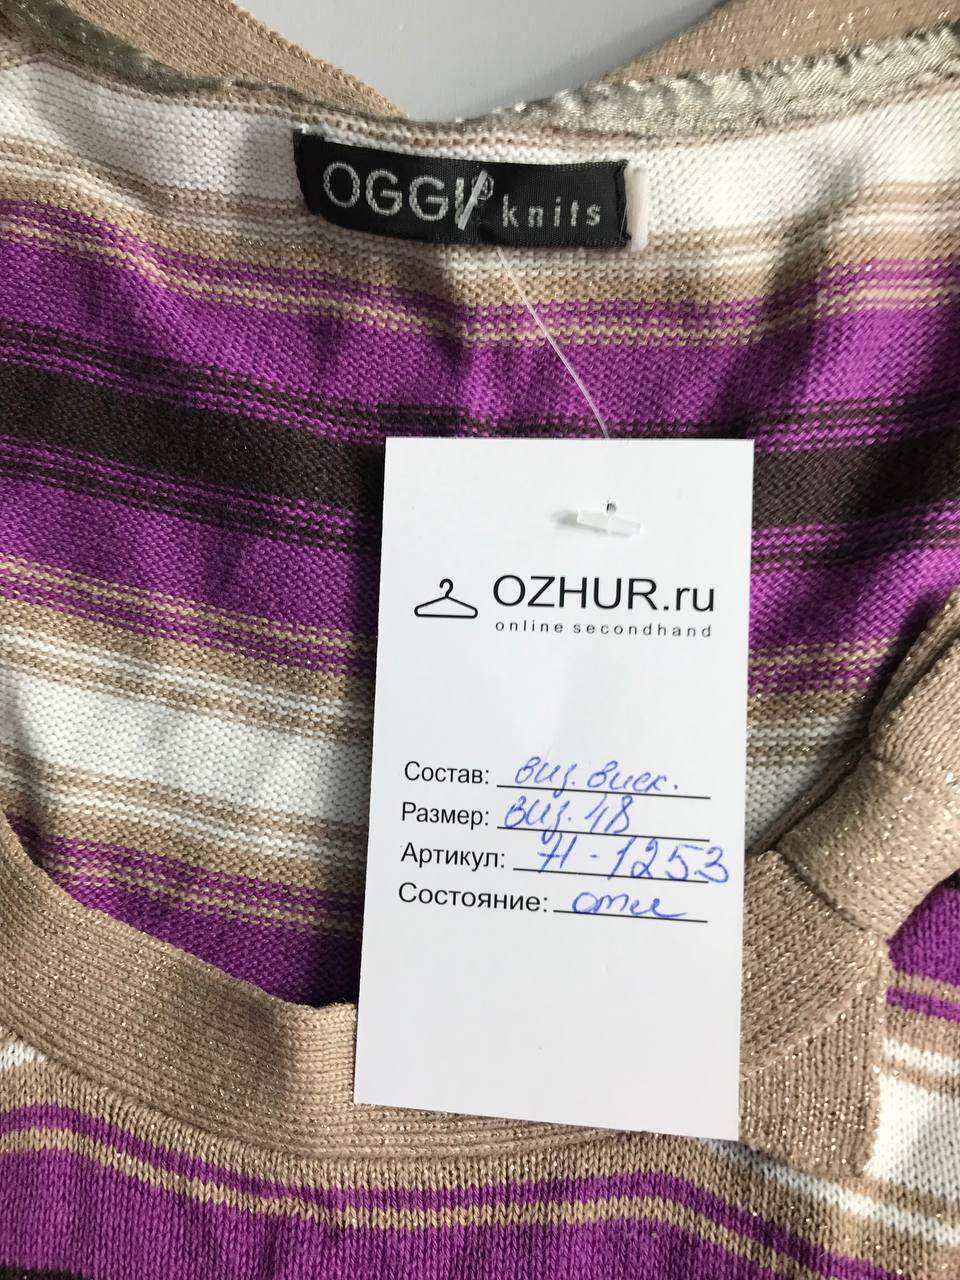 OGGI knits
OZHUR.ru
online secondhand
Состав: виз. виск.
Размер: виз. 48
Артикул: Н-1253
Состояние: отл